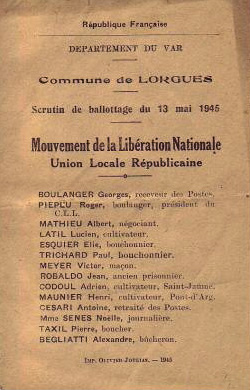 République Française
DEPARTEMENT DU VAR
Commune de LORGUES
Scrutin de ballottage du 13 mai 1945
Mouvement de la Libération Nationale
Union Locale Républicaine
BOULANGER Georges, receveur des Postes.
PIEPLU Roger, boulanger, président du
C.L.L.
MATHIEU Albert, négociant.
LATIL Lucien, cultivateur.
ESQUIER Elie, bouchonnier.
TRICHARD Paul, bouchonnier.
MEYER Victor, maçon.
ROBALDO Jean, ancien prisonnier.
CODOUL Adrien, cultivateur, Saint-Jaume.
MAUNIER Henri, cultivateur, Pont-d'Arg.
CESARI Antoine, retraité des Postes.
Mme SENES Noëlle, journalière.
TAXIL Pierre, boucher.
BEGLIATTI Alexandre, bûcheron.
IMP. 1945